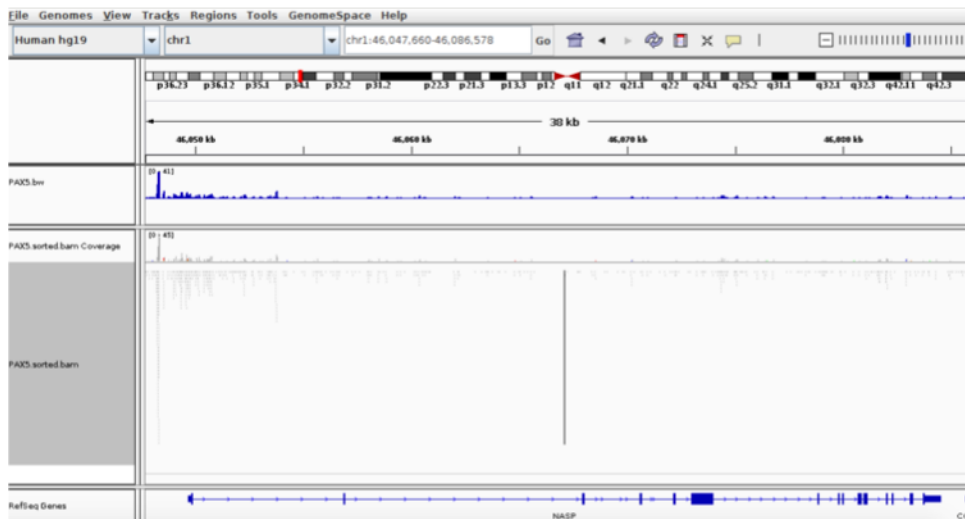 File Genomes View Tracks Regions Tools GenomeSpace Help
Human hg19 chr1 chr1:46,047,660-46,086,578 Go
p36.23 p36.12 p35.1 p34.1 p32.2 p31.2 p22.3 p21.3 p13.3 p12 q11 q12 q21.1 q22 q24.1 q25.2 q31.1 q32.1 q32.3 q42.11 q42.3
38 kb
46,050 kb 46,060 kb 46,070 kb 46,080 kb
[0 - 41]
PAX5.bw
[0 - 45]
PAX5.sorted.bam Coverage
PAX5.sorted.bam
RefSeq Genes
NASP